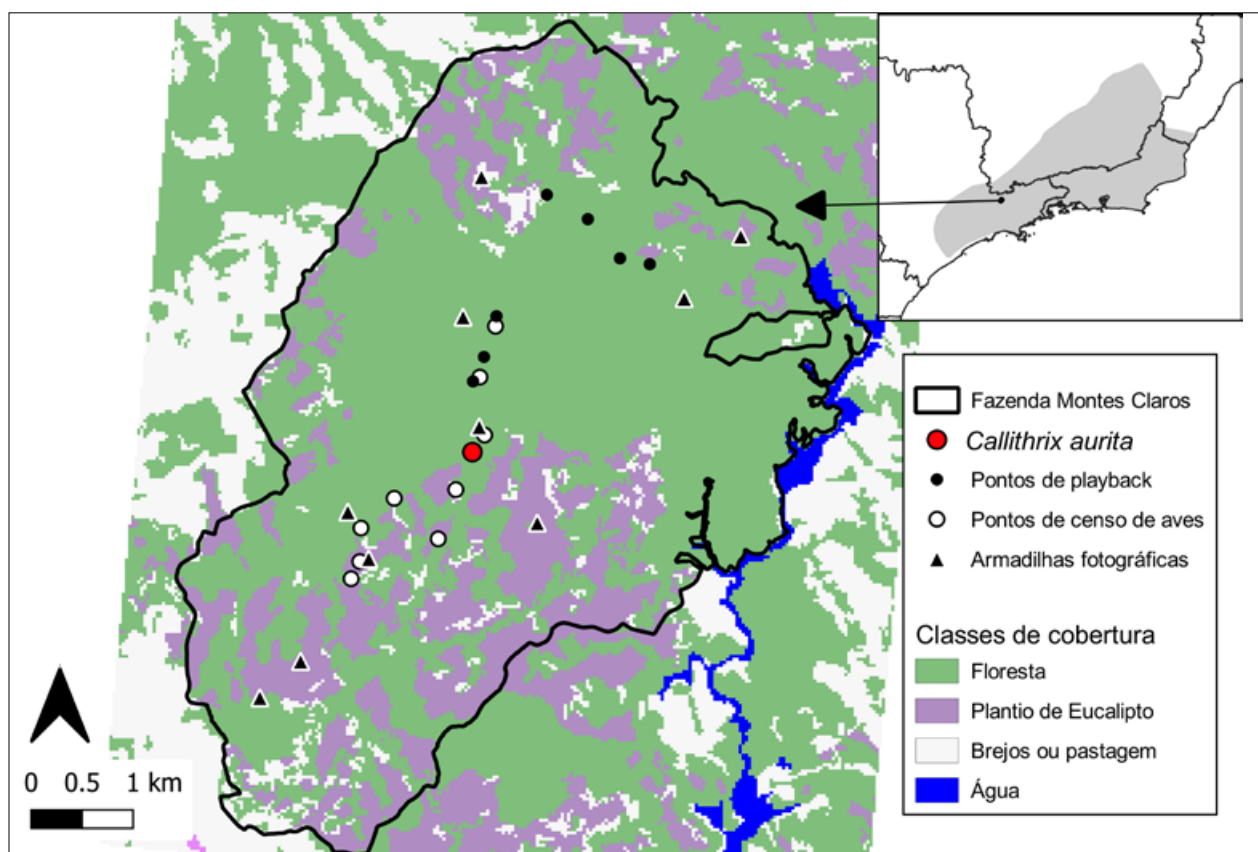 Fazenda Montes Claros
Callithrix aurita
Pontos de playback
Pontos de censo de aves
Armadilhas fotográficas
Classes de cobertura
Floresta
Plantio de Eucalipto
Brejos ou pastagem
Água
0 0.5 1 km